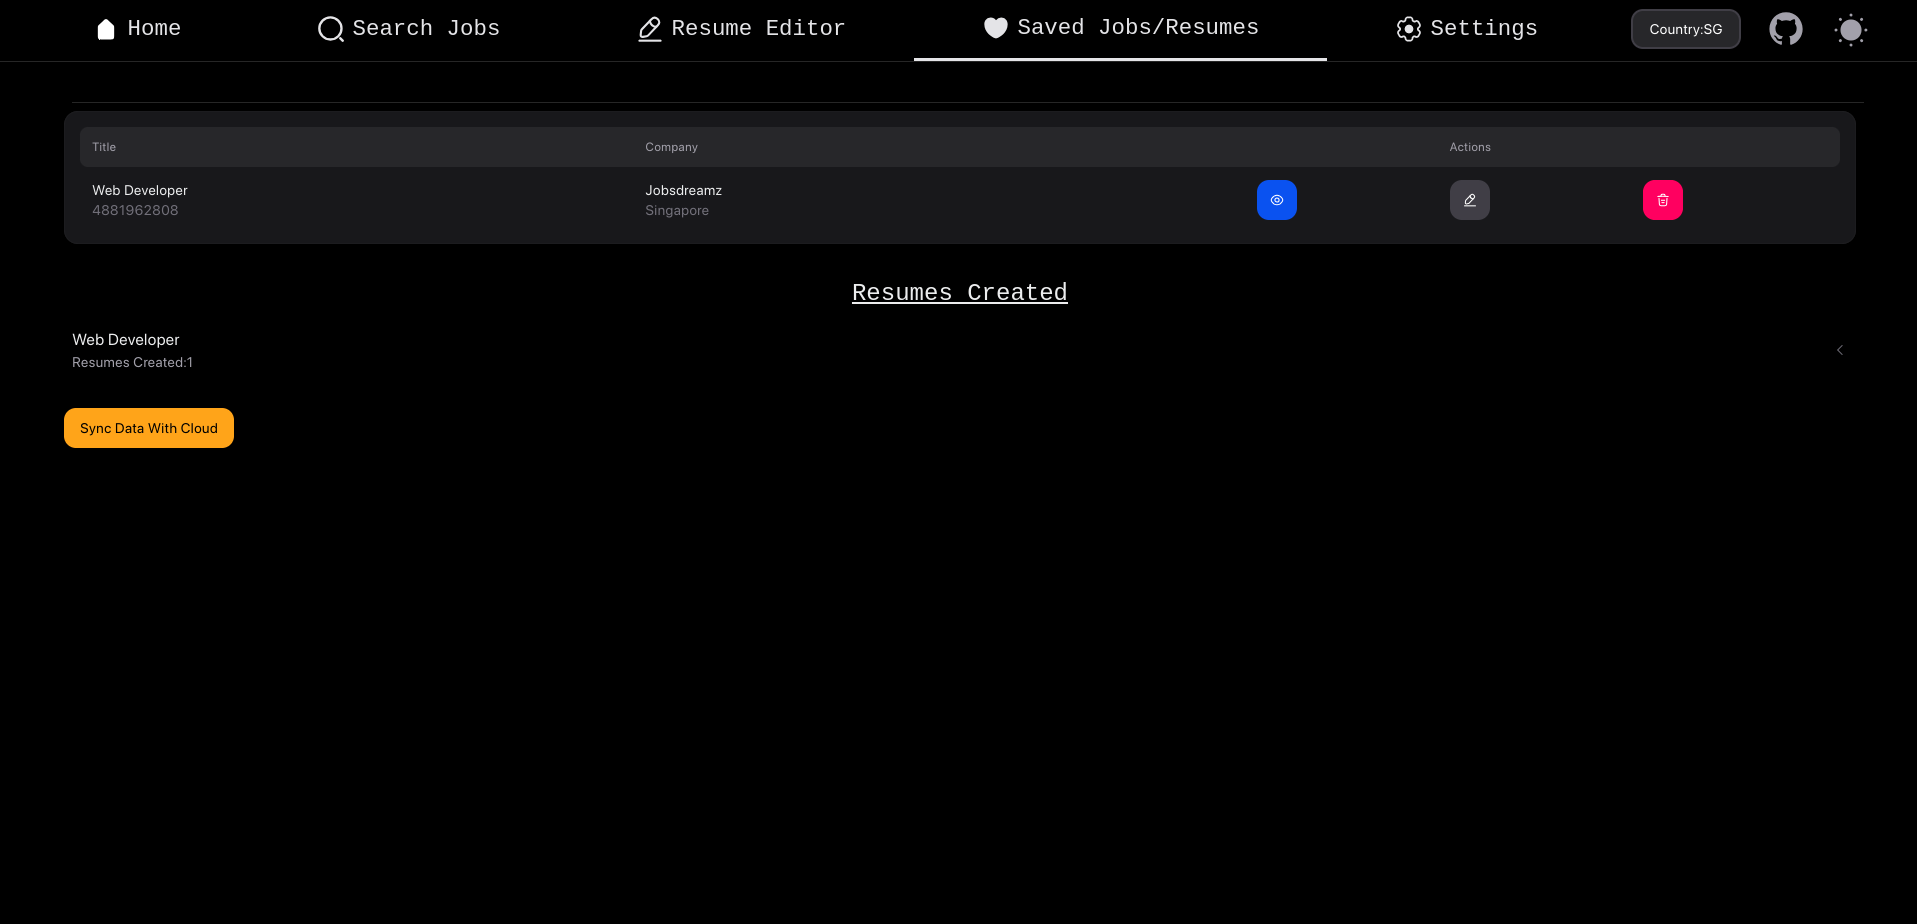 Home
Search Jobs
Resume Editor
Saved Jobs/Resumes
Settings
Country:SG
Title
Company
Actions
Web Developer
Jobsdreamz
4881962808
Singapore
Resumes Created
Web Developer
Resumes Created:1
Sync Data With Cloud